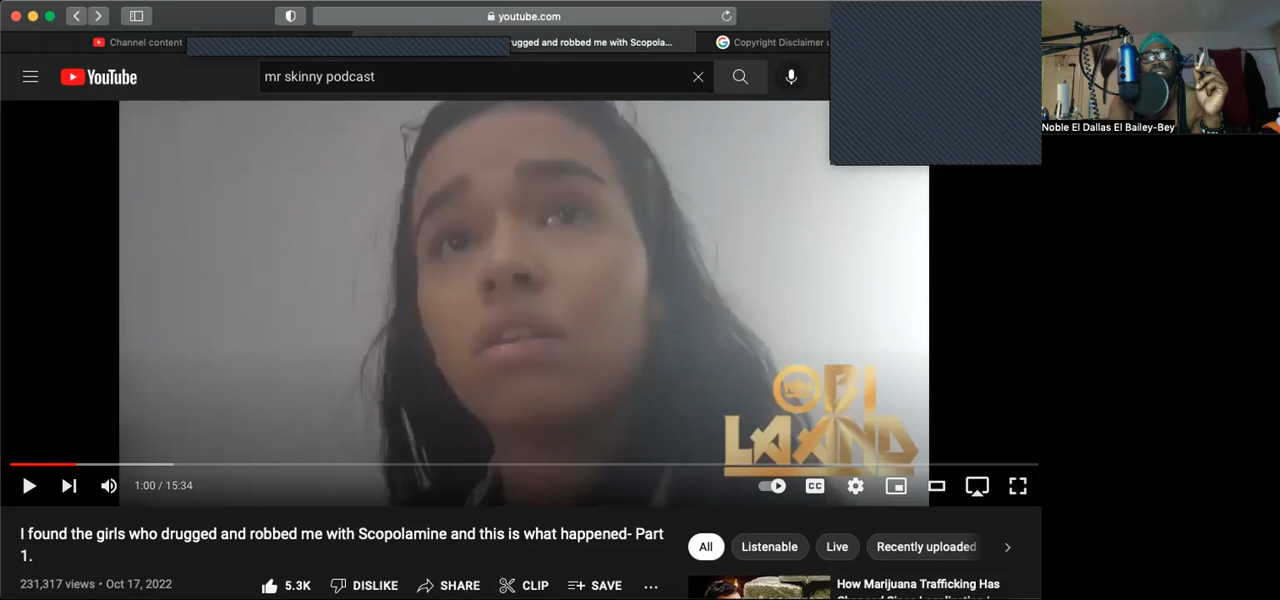 youtube.com
Channel content
rugged and robbed me with Scopola...
Copyright Disclaimer
YouTube
mr skinny podcast
Noble El Dallas El Bailey-Bey
OBI
LAAND
1:00 / 15:34
CC
I found the girls who drugged and robbed me with Scopolamine and this is what happened- Part
1.
All
Listenable
Live
Recently uploaded
231,317 views • Oct 17, 2022
5.3K
DISLIKE
SHARE
CLIP
SAVE
...
How Marijuana Trafficking Has